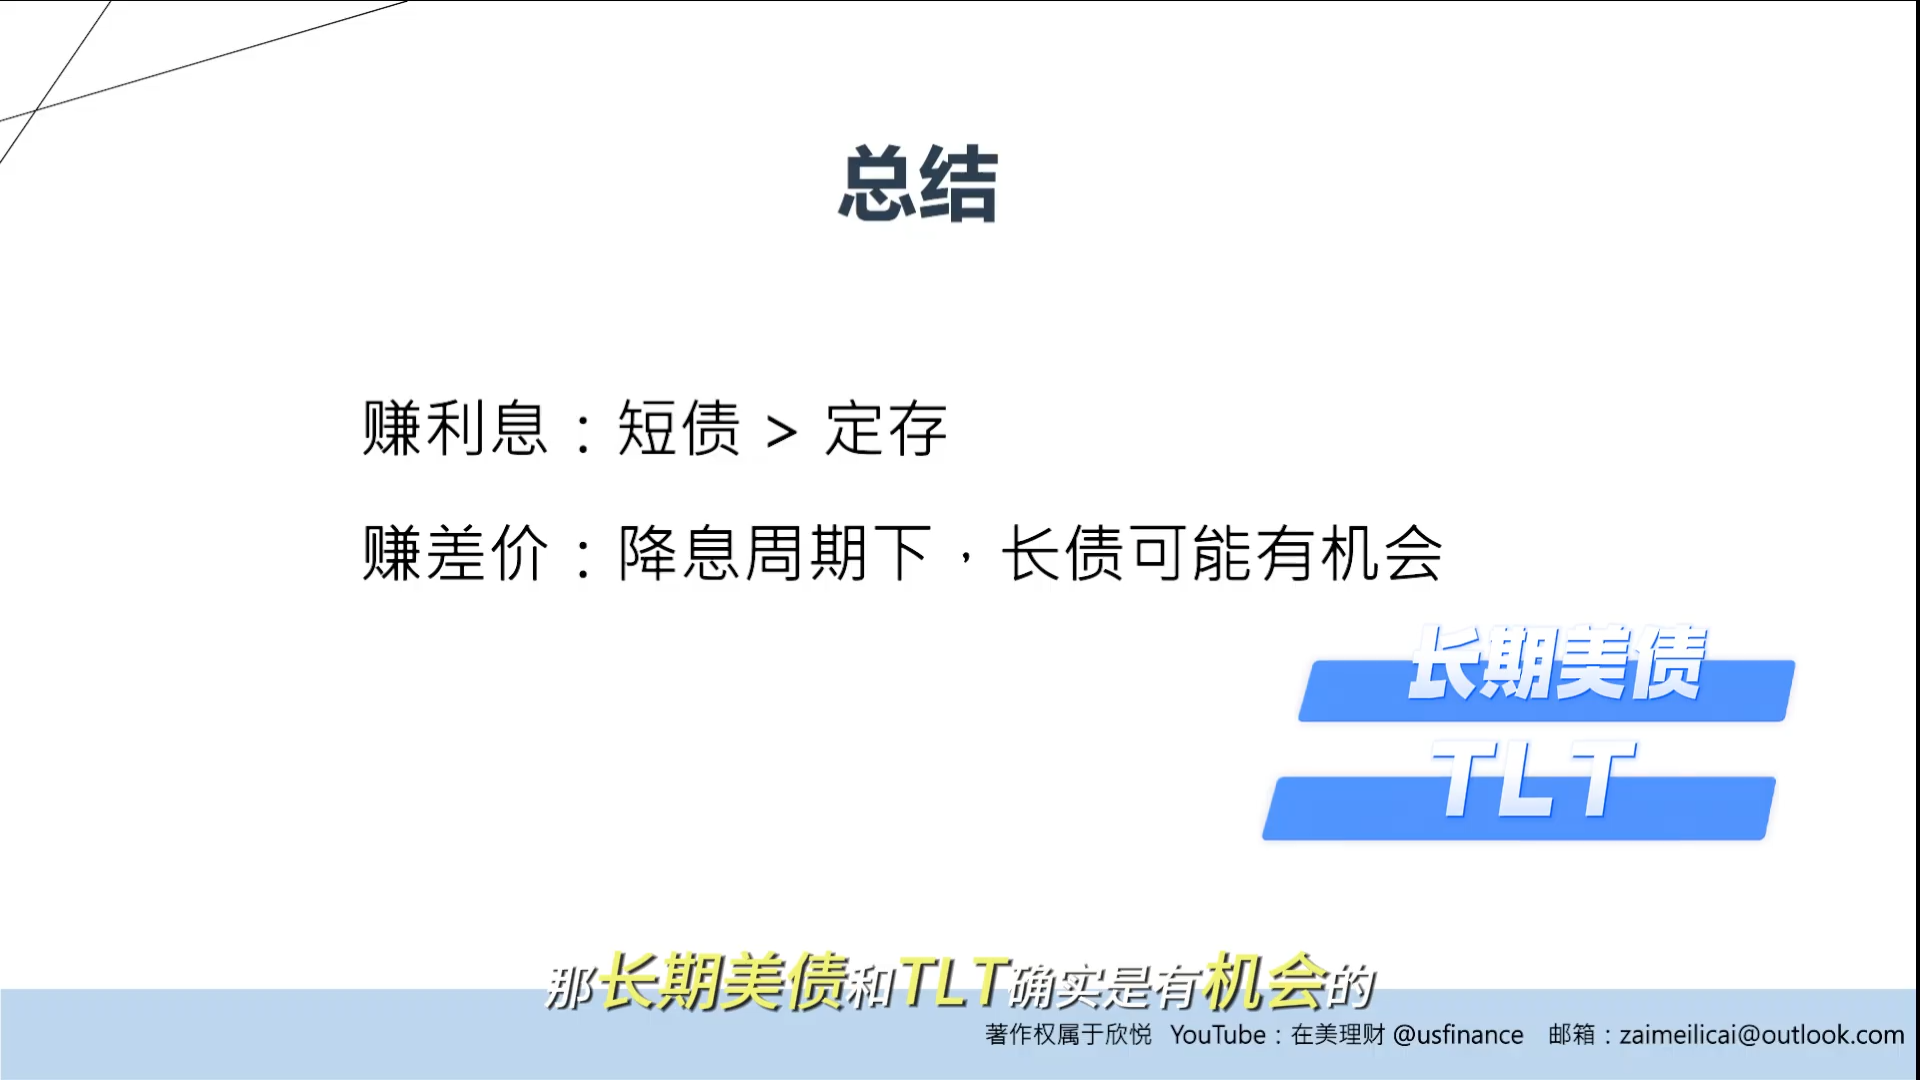 总结
赚利息：短债 > 定存
赚差价：降息周期下，长债可能有机会
长期美债
TLT
那长期美债和TLT确实是有机会的
著作权属于欣悦 YouTube：在美理财 @usfinance 邮箱：zaimeilicai@outlook.com